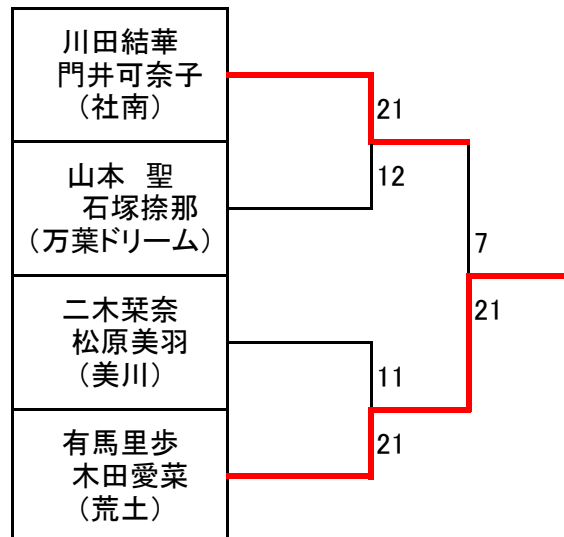 川田結華
門井可奈子
（社南）
21
山本　聖
石塚捺那
（万葉ドリーム）
12
7
二木栞奈
松原美羽
（美川）
11
21
有馬里歩
木田愛菜
（荒土）
21